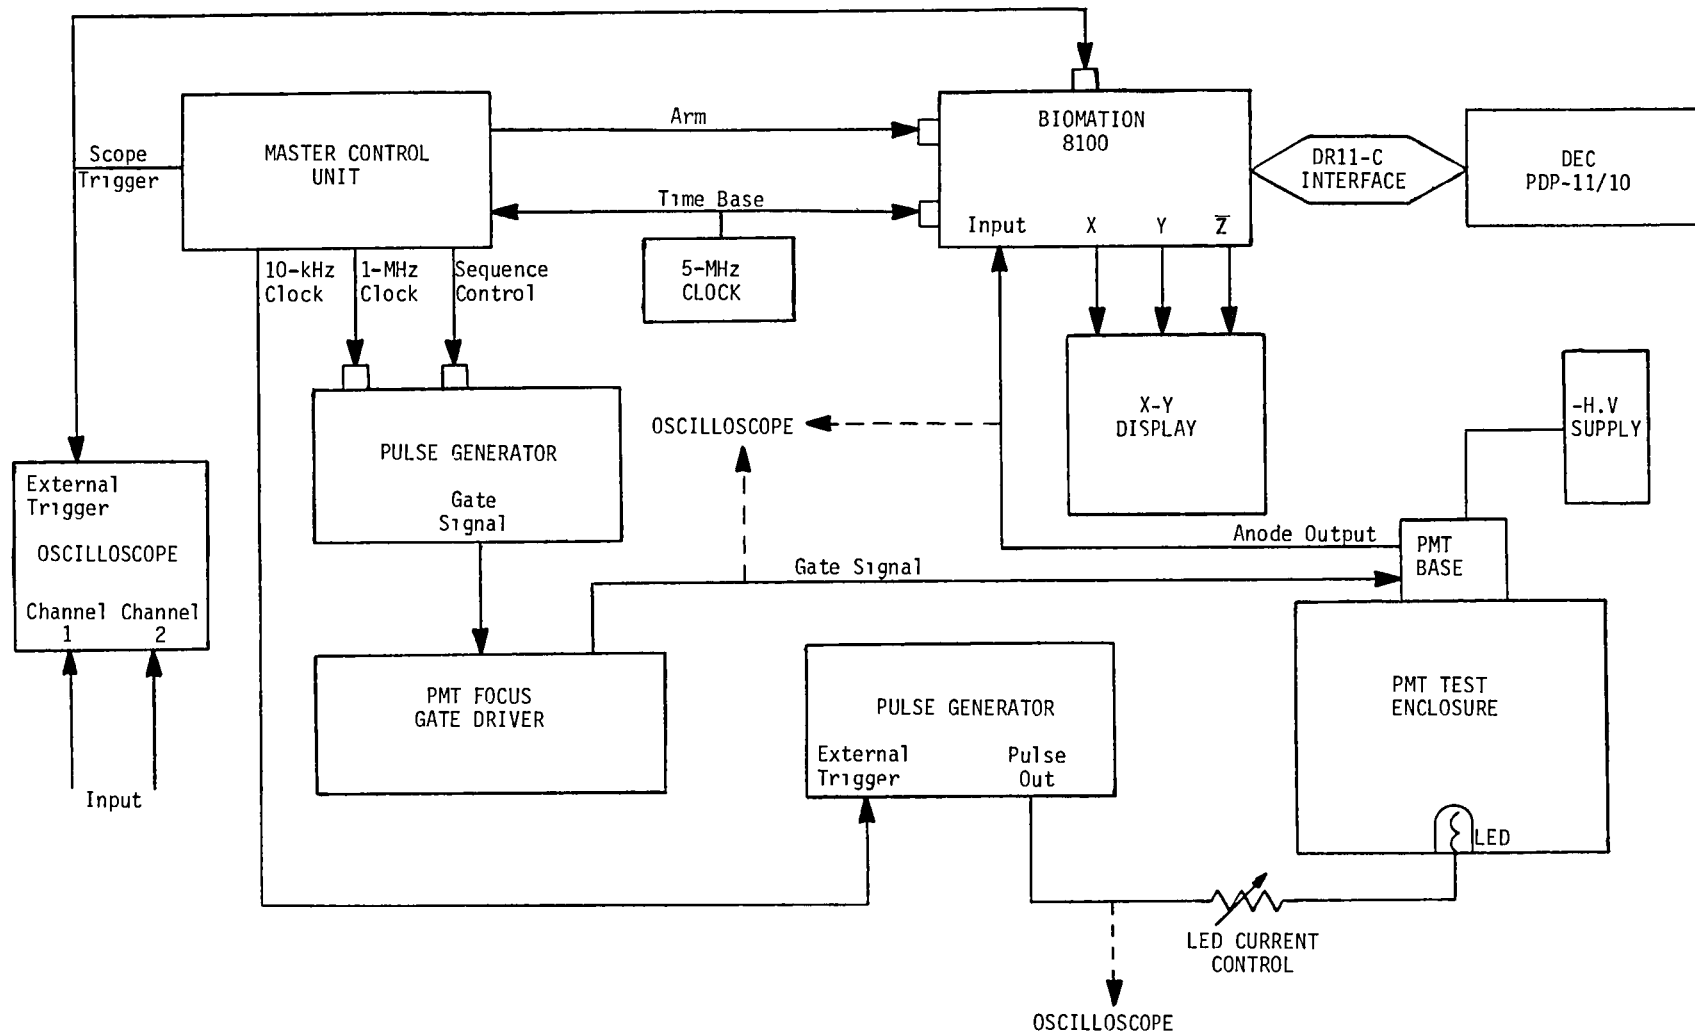 Scope
Trigger
MASTER CONTROL
UNIT
Arm
Time Base
BIOMATION
8100
Input X Y Z̅
DR11-C
INTERFACE
DEC
PDP-11/10
10-kHz
Clock
1-MHz
Clock
Sequence
Control
5-MHz
CLOCK
PULSE GENERATOR
Gate
Signal
OSCILLOSCOPE
X-Y
DISPLAY
-H.V
SUPPLY
External
Trigger
OSCILLOSCOPE
Channel
1
Channel
2
Input
Anode Output
Gate Signal
PMT
BASE
PMT FOCUS
GATE DRIVER
PULSE GENERATOR
External
Trigger
Pulse
Out
PMT TEST
ENCLOSURE
LED
LED CURRENT
CONTROL
OSCILLOSCOPE